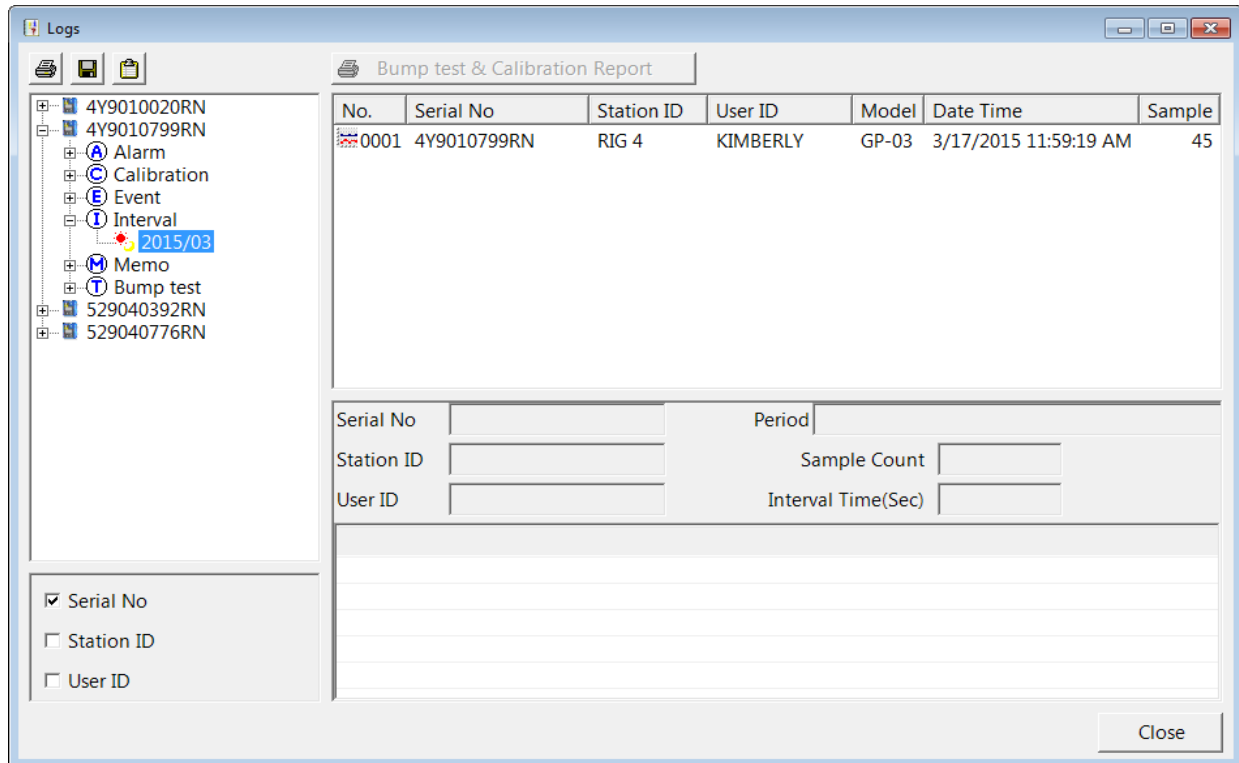 Logs
Bump test & Calibration Report
4Y9010020RN
4Y9010799RN
A Alarm
C Calibration
E Event
I Interval
2015/03
M Memo
T Bump test
529040392RN
529040776RN
No. Serial No Station ID User ID Model Date Time Sample
0001 4Y9010799RN RIG 4 KIMBERLY GP-03 3/17/2015 11:59:19 AM 45
Serial No Period
Station ID Sample Count
User ID Interval Time(Sec)
Serial No
Station ID
User ID
Close